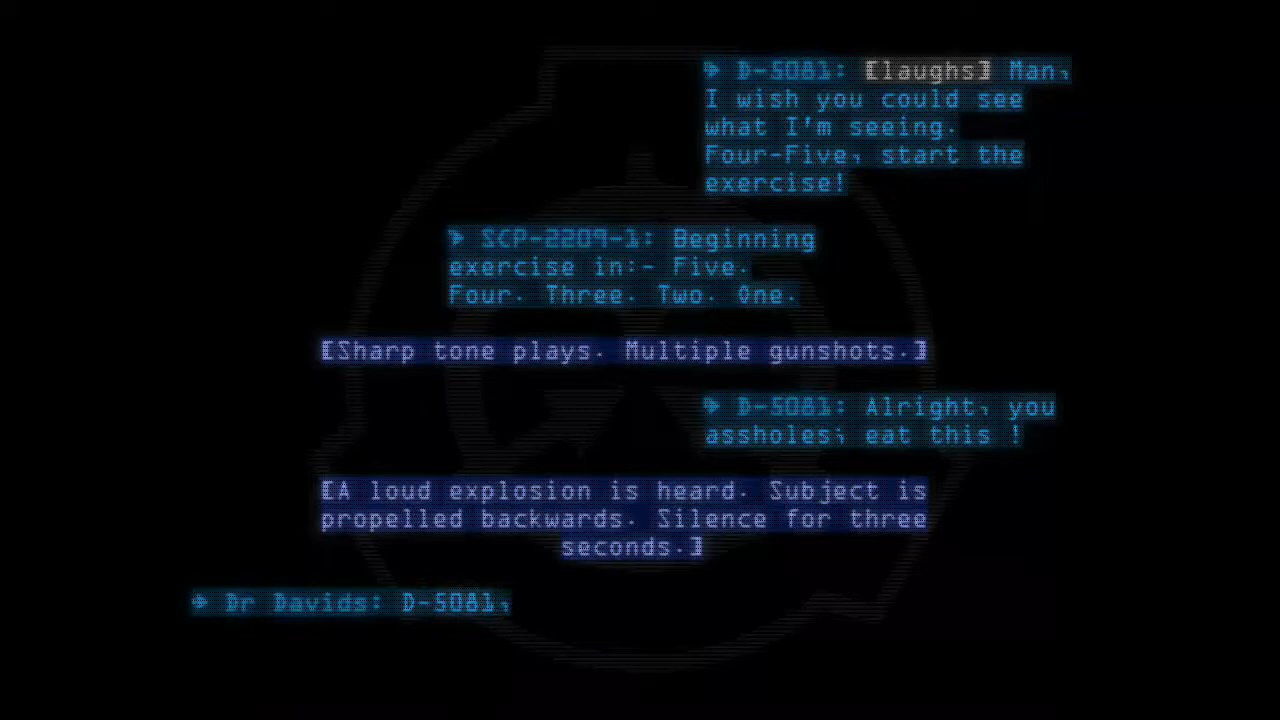 ► D-5081: [laughs] Man,
I wish you could see
what I'm seeing.
Four-Five, start the
exercise!
► SCP-2209-1: Beginning
exercise in:- Five.
Four. Three. Two. One.
[Sharp tone plays. Multiple gunshots.]
► D-5081: Alright, you
assholes; eat this !
[A loud explosion is heard. Subject is
propelled backwards. Silence for three
seconds.]
► Dr Davids: D-5081,